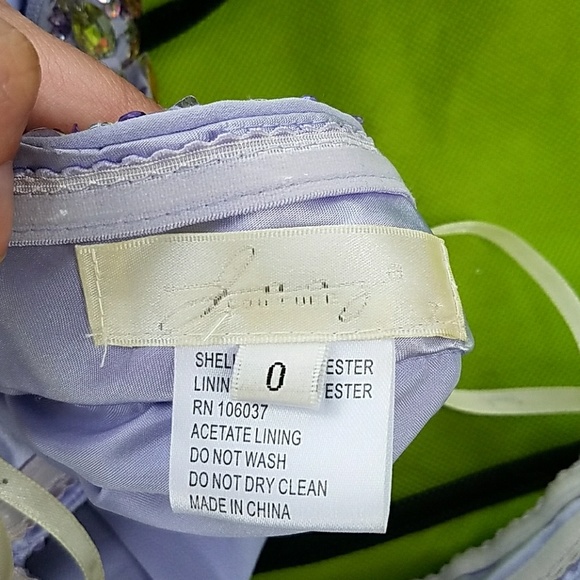 0
SHELL ESTER
LININ ESTER
RN 106037
ACETATE LINING
DO NOT WASH
DO NOT DRY CLEAN
MADE IN CHINA